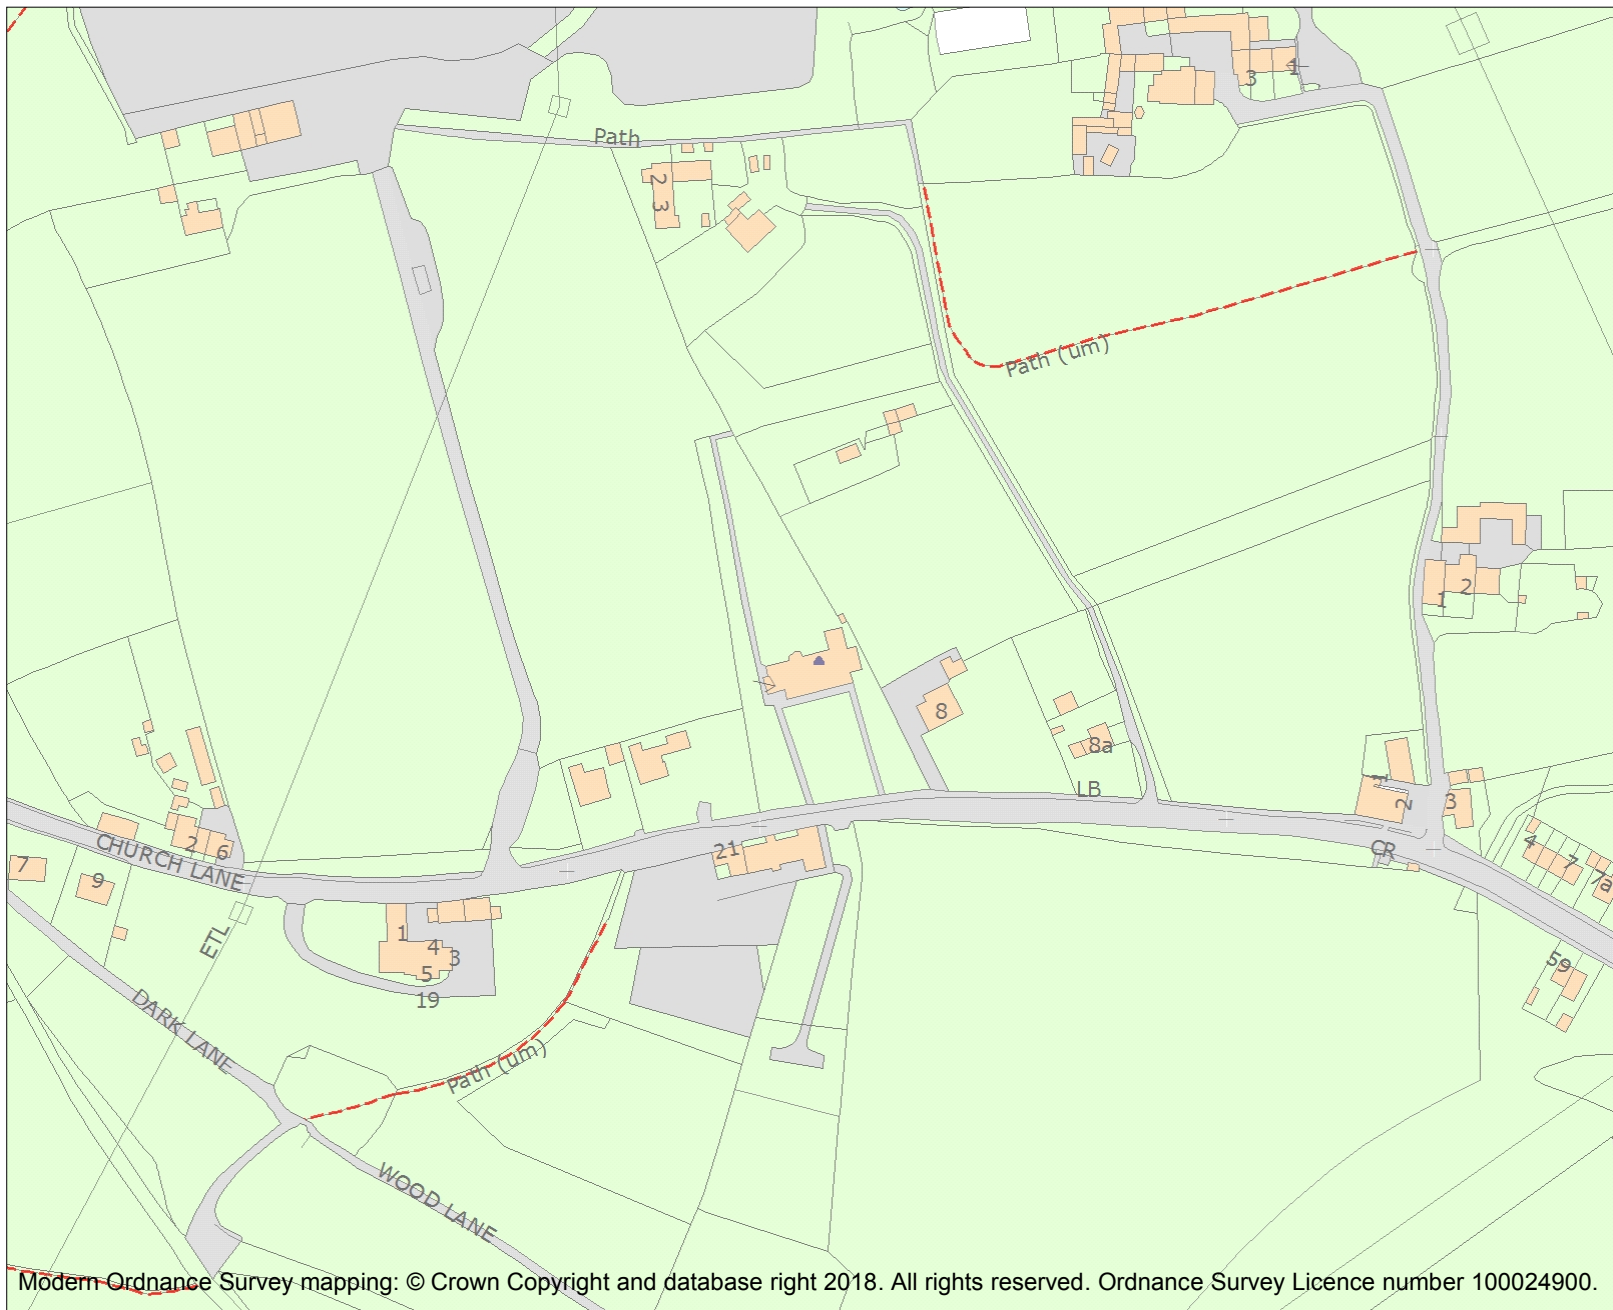 1
3
Path
2
3
Path (um)
2
1
8
8a
LB
1
2
3
21
CR
4
7
7a
2
6
CHURCH LANE
7
9
ETL
1
4
3
5
19
59
DARK LANE
Path (um)
WOOD LANE
Modern Ordnance Survey mapping: © Crown Copyright and database right 2018. All rights reserved. Ordnance Survey Licence number 100024900.